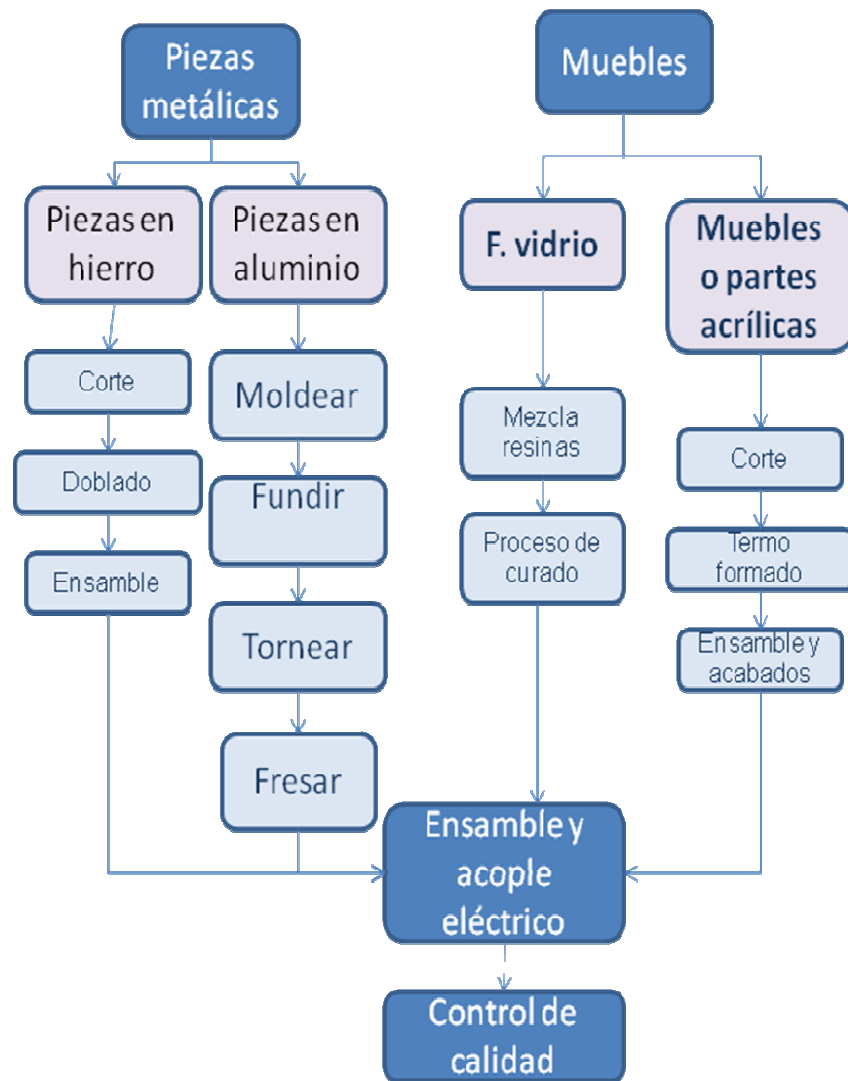 Piezas
metálicas
Muebles
Piezas en
hierro
Piezas en
aluminio
F. vidrio
Muebles
o partes
acrílicas
Corte
Doblado
Ensamble
Moldear
Fundir
Tornear
Fresar
Mezcla
resinas
Proceso de
curado
Corte
Termo
formado
Ensamble y
acabados
Ensamble y
acople
eléctrico
Control de
calidad